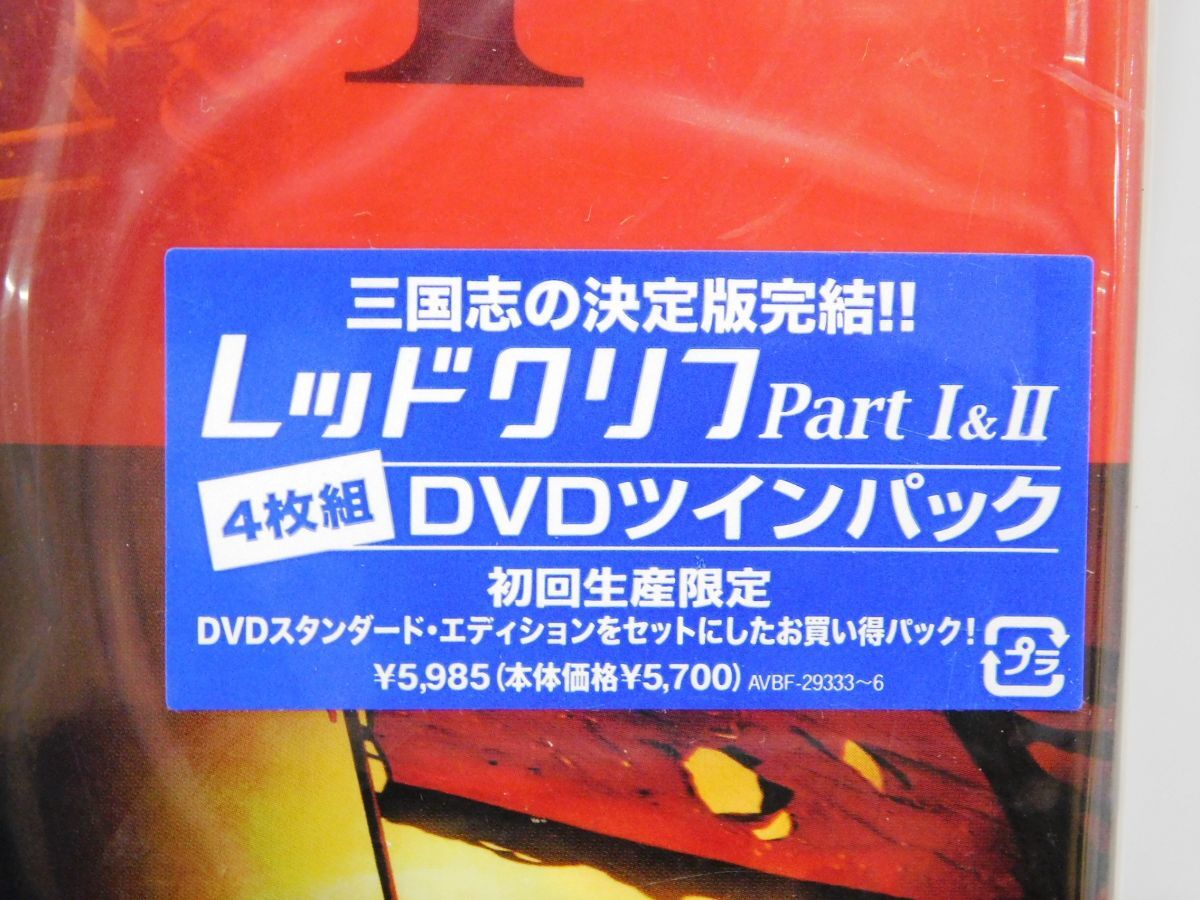 三国志の決定版完結!!
レッドクリフ Part I&II
4枚組 DVDツインパック
初回生産限定
DVDスタンダード・エディションをセットにしたお買い得パック!
¥5,985(本体価格¥5,700) AVBF-29333~6
プラ